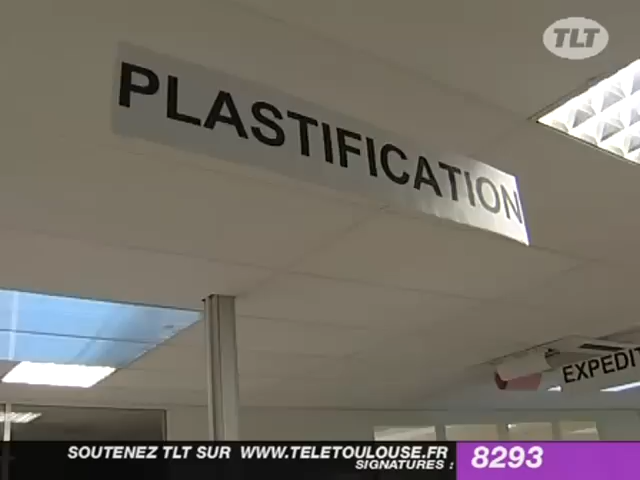 TLT
PLASTIFICATION
EXPEDIT
SOUTENEZ TLT SUR WWW.TELETOULOUSE.FR
SIGNATURES : 8293